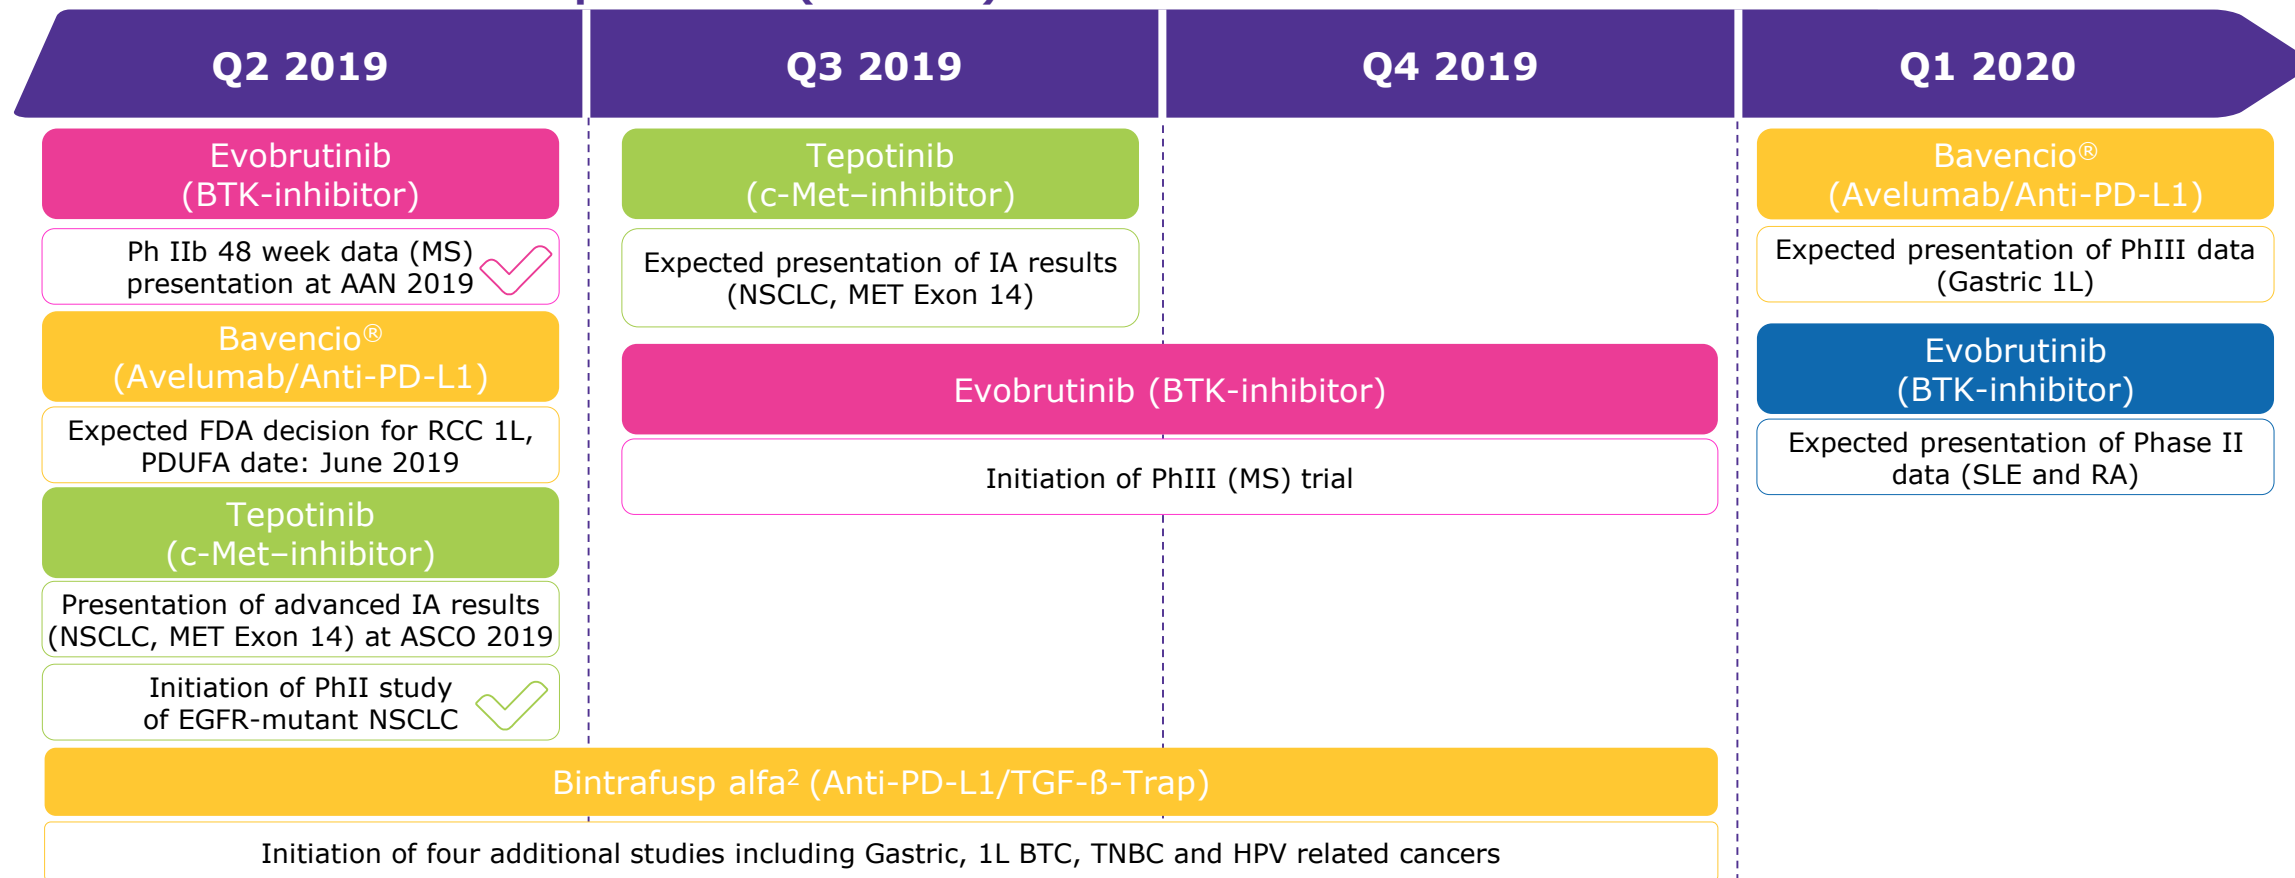 Q2 2019
Q3 2019
Q4 2019
Q1 2020
Evobrutinib
(BTK-inhibitor)
Ph IIb 48 week data (MS)
presentation at AAN 2019
Bavencio®
(Avelumab/Anti-PD-L1)
Expected FDA decision for RCC 1L,
PDUFA date: June 2019
Tepotinib
(c-Met–inhibitor)
Presentation of advanced IA results
(NSCLC, MET Exon 14) at ASCO 2019
Initiation of PhII study
of EGFR-mutant NSCLC
Tepotinib
(c-Met–inhibitor)
Expected presentation of IA results
(NSCLC, MET Exon 14)
Evobrutinib (BTK-inhibitor)
Initiation of PhIII (MS) trial
Bavencio®
(Avelumab/Anti-PD-L1)
Expected presentation of PhIII data
(Gastric 1L)
Evobrutinib
(BTK-inhibitor)
Expected presentation of Phase II
data (SLE and RA)
Bintrafusp alfa² (Anti-PD-L1/TGF-ß-Trap)
Initiation of four additional studies including Gastric, 1L BTC, TNBC and HPV related cancers